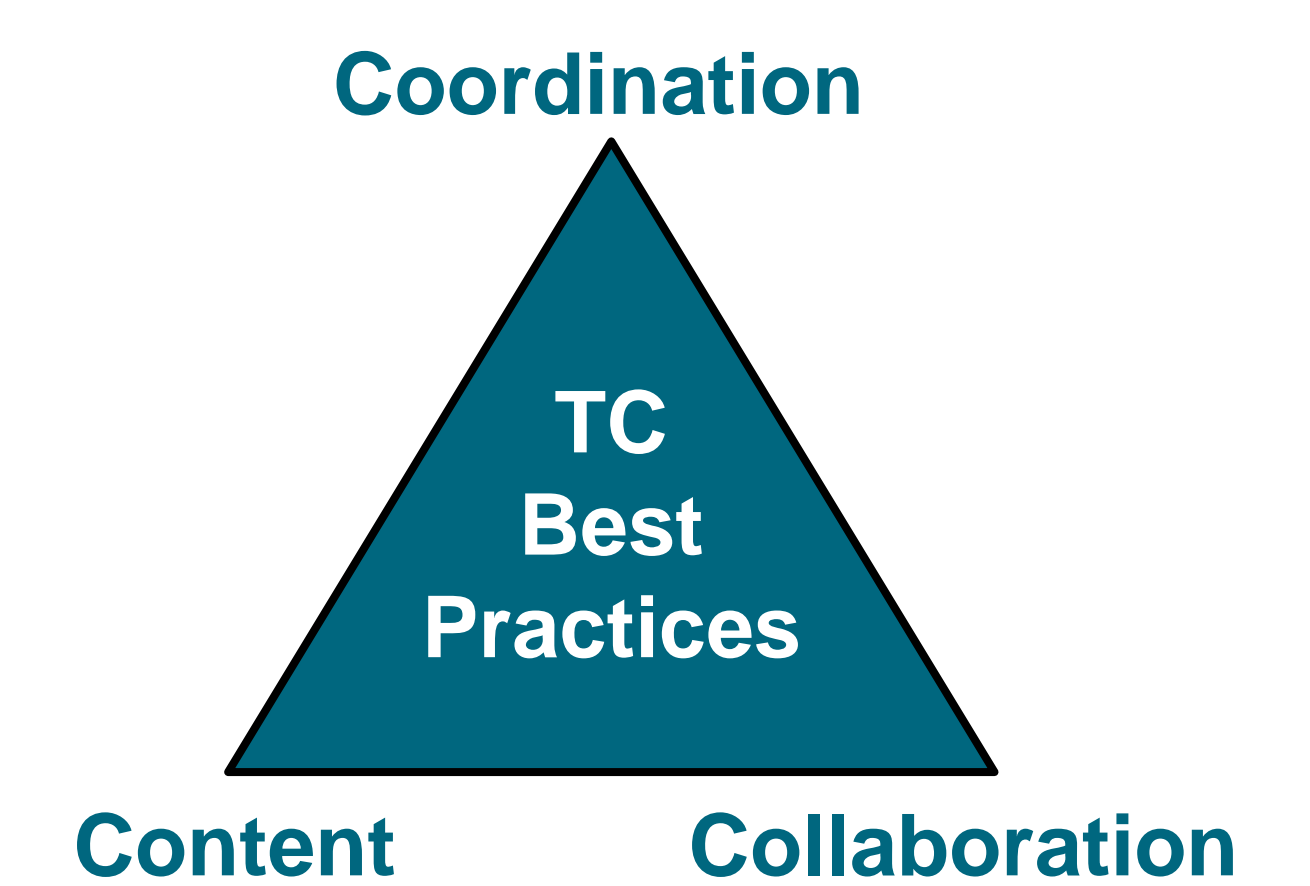 Coordination
TC
Best
Practices
Content
Collaboration